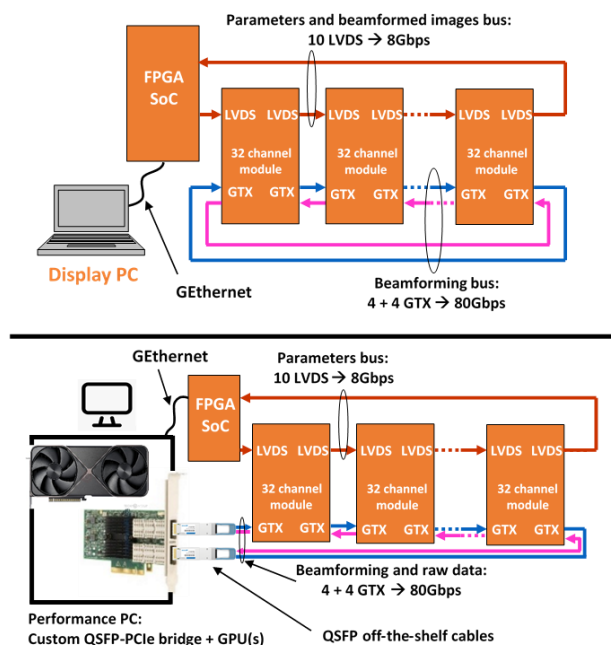 Parameters and beamformed images bus:
10 LVDS → 8Gbps
FPGA
SoC
LVDS LVDS LVDS LVDS LVDS LVDS
32 channel
module
32 channel
module
32 channel
module
GTX GTX GTX GTX GTX GTX
Display PC
GEthernet
Beamforming bus:
4 + 4 GTX → 80Gbps
GEthernet
Parameters bus:
10 LVDS → 8Gbps
FPGA
SoC
LVDS LVDS LVDS LVDS LVDS LVDS
32 channel
module
32 channel
module
32 channel
module
GTX GTX GTX GTX GTX GTX
Beamforming and raw data:
4 + 4 GTX → 80Gbps
Performance PC:
Custom QSFP-PCIe bridge + GPU(s)
QSFP off-the-shelf cables